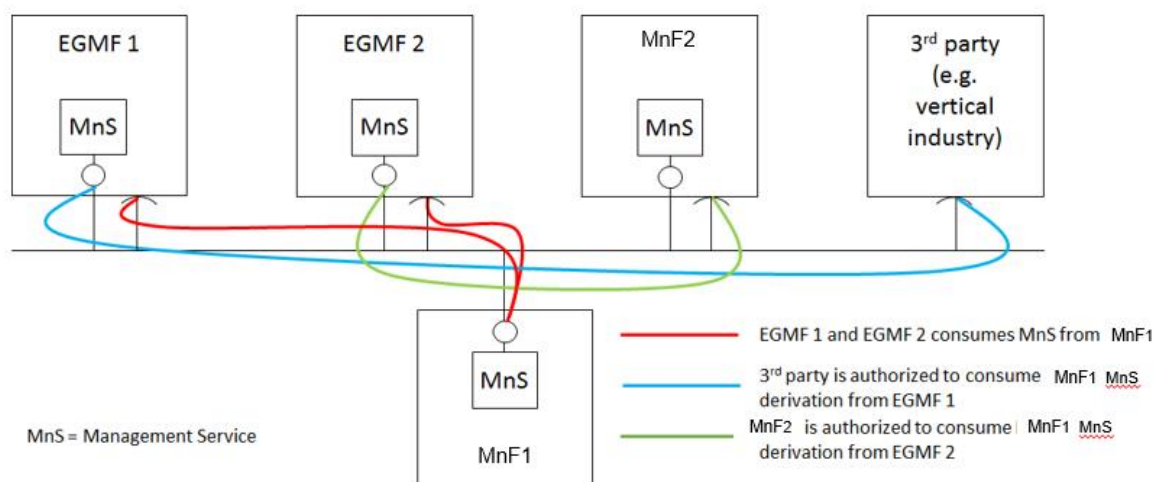 EGMF 1
MnS
EGMF 2
MnS
MnF2
MnS
3rd party
(e.g.
vertical
industry)
MnS
MnF1
MnS = Management Service
EGMF 1 and EGMF 2 consumes MnS from MnF1
3rd party is authorized to consume MnF1 MnS
derivation from EGMF 1
MnF2 is authorized to consume MnF1 MnS
derivation from EGMF 2